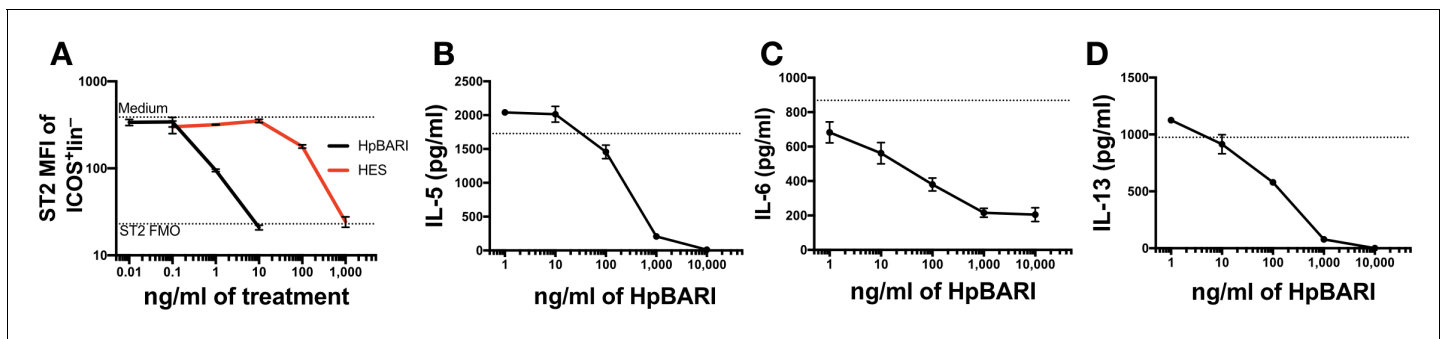 A
ST2 MFI of
ICOS+lin–
1000
100
10
Medium
ST2 FMO
0.01 0.1 1 10 100 1,000
ng/ml of treatment
HpBARI
HES
B
IL-5 (pg/ml)
2500
2000
1500
1000
500
0
1 10 100 1,000 10,000
ng/ml of HpBARI
C
IL-6 (pg/ml)
1000
800
600
400
200
0
1 10 100 1,000 10,000
ng/ml of HpBARI
D
IL-13 (pg/ml)
1500
1000
500
0
1 10 100 1,000 10,000
ng/ml of HpBARI